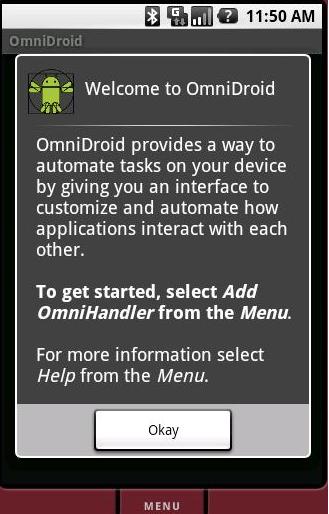 11:50 AM
OmniDroid
Welcome to OmniDroid
OmniDroid provides a way to
automate tasks on your device
by giving you an interface to
customize and automate how
applications interact with each
other.
To get started, select Add
OmniHandler from the Menu.
For more information select
Help from the Menu.
Okay
MENU